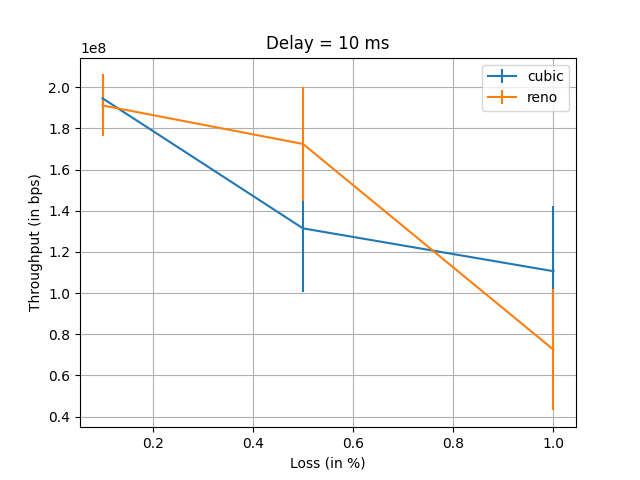 Delay = 10 ms
1e8
cubic
reno
2.0
1.8
1.6
1.4
1.2
1.0
0.8
0.6
0.4
Throughput (in bps)
0.2 0.4 0.6 0.8 1.0
Loss (in %)